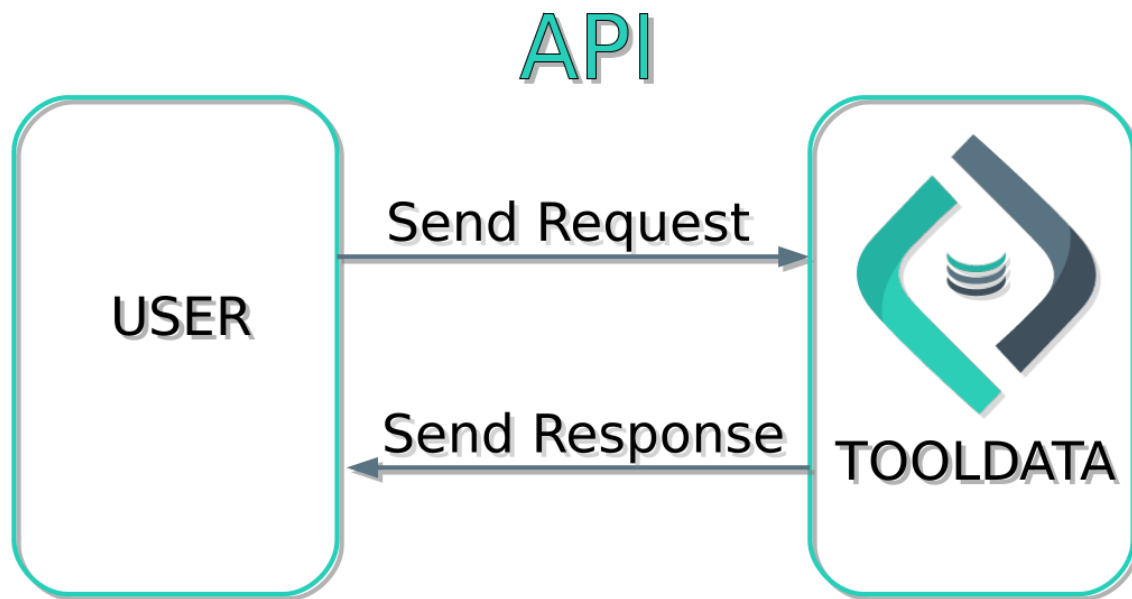 API
Send Request
USER
Send Response
TOOLDATA